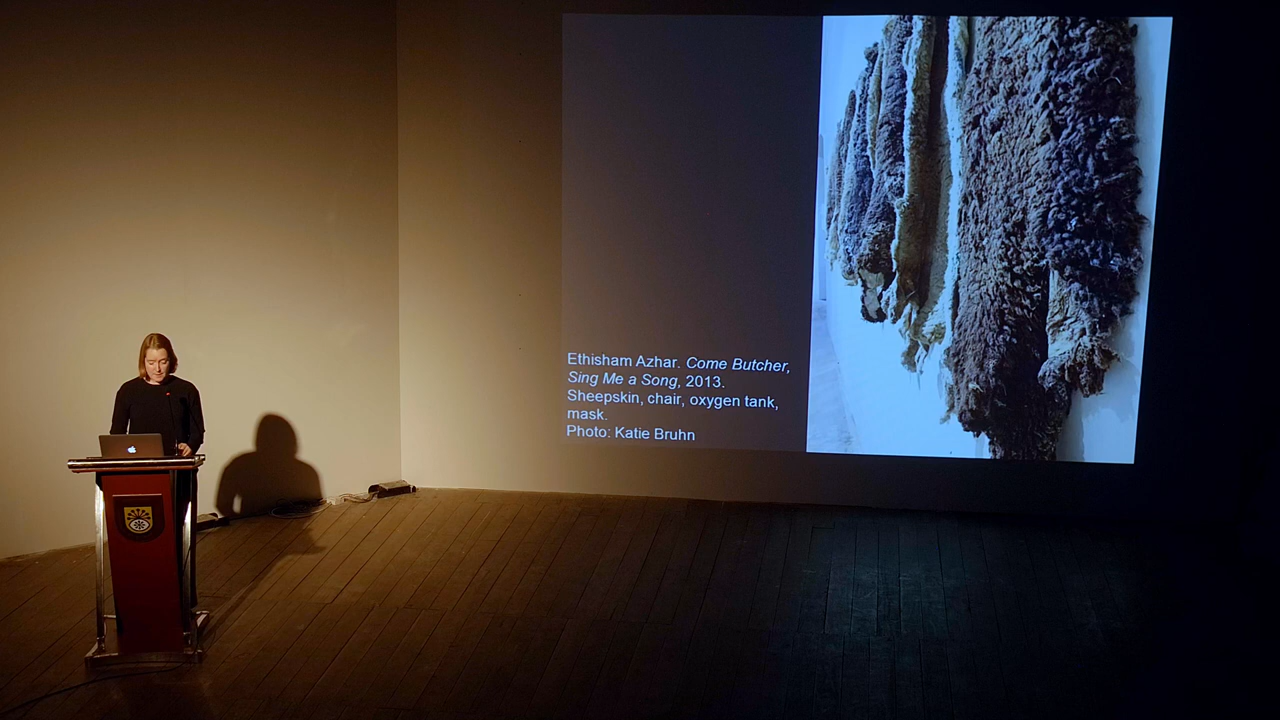 Ethisham Azhar. Come Butcher,
Sing Me a Song, 2013.
Sheepskin, chair, oxygen tank,
mask.
Photo: Katie Bruhn